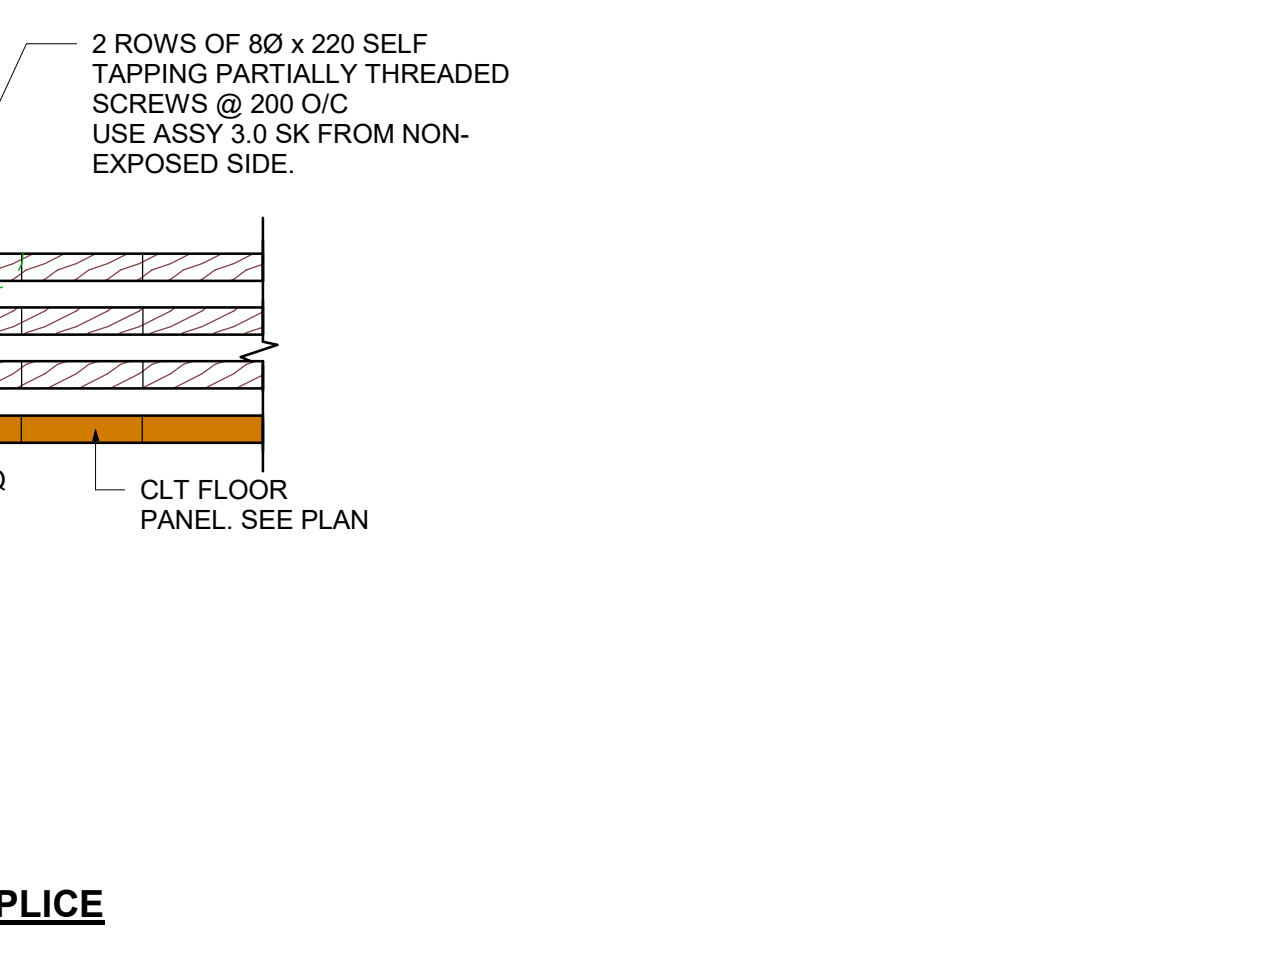 2 ROWS OF 8Ø x 220 SELF
TAPPING PARTIALLY THREADED
SCREWS @ 200 O/C
USE ASSY 3.0 SK FROM NON-
EXPOSED SIDE.
CLT FLOOR
PANEL. SEE PLAN
PLICE